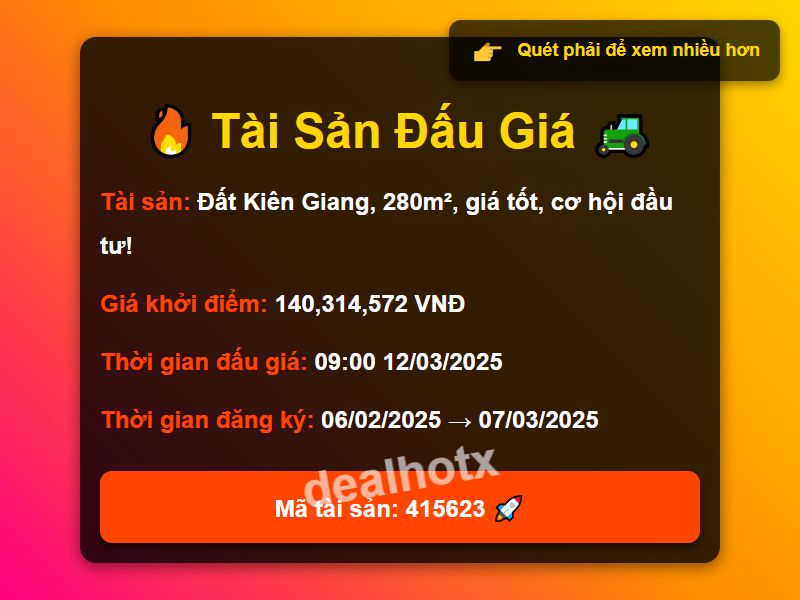 Quét phải để xem nhiều hơn
Tài Sản Đấu Giá
Tài sản: Đất Kiên Giang, 280m², giá tốt, cơ hội đầu
tư!
Giá khởi điểm: 140,314,572 VNĐ
Thời gian đấu giá: 09:00 12/03/2025
Thời gian đăng ký: 06/02/2025 → 07/03/2025
dealhotx
Mã tài sản: 415623